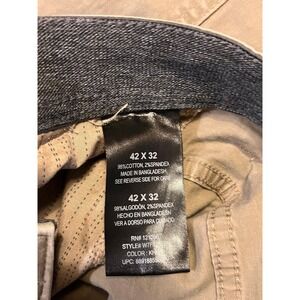 42 X 32
98%COTTON, 2%SPANDEX
MADE IN BANGLADESH
SEE REVERSE SIDE FOR CARE
42 X 32
98%ALGODÓN, 2%SPANDEX
HECHO EN BANGLADESH
VER A DORSO PARA CUIDADO
RN#
STYLE#
COLOR:
UPC: